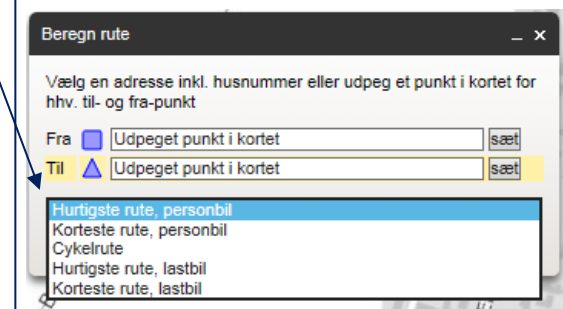 Beregn rute
Vælg en adresse inkl. husnummer eller udpeg et punkt i kortet for
hhv. til- og fra-punkt
Fra Udpeget punkt i kortet sæt
Til Udpeget punkt i kortet sæt
Hurtigste rute, personbil
Korteste rute, personbil
Cykelrute
Hurtigste rute, lastbil
Korteste rute, lastbil